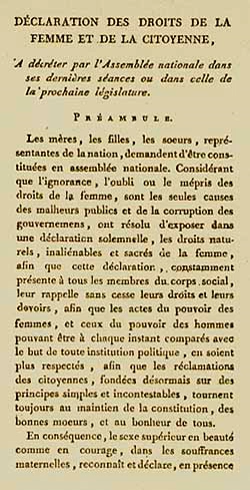 DÉCLARATION DES DROITS DE LA
FEMME ET DE LA CITOYENNE,
A décréter par l'Assemblée nationale dans
ses dernières séances ou dans celle de
la prochaine législature.
PRÉAMBULE.
Les mères, les filles, les soeurs, repré-
sentantes de la nation, demandent d'être cons-
tituées en assemblée nationale. Considérant
que l'ignorance, l'oubli ou le mépris des
droits de la femme, sont les seules causes
des malheurs publics et de la corruption des
gouvernemens, ont résolu d'exposer dans
une déclaration solemnelle, les droits natu-
rels, inaliénables et sacrés de la femme,
afin que cette déclaration, constamment
présente à tous les membres du corps social,
leur rappelle sans cesse leurs droits et leurs
devoirs, afin que les actes du pouvoir des
femmes, et ceux du pouvoir des hommes
pouvant être à chaque instant comparés avec
le but de toute institution politique, en soient
plus respectés, afin que les réclamations
des citoyennes, fondées désormais sur des
principes simples et incontestables, tournent
toujours au maintien de la constitution, des
bonnes moeurs, et au bonheur de tous.
En conséquence, le sexe supérieur en beauté
comme en courage, dans les souffrances
maternelles, reconnaît et déclare, en présence